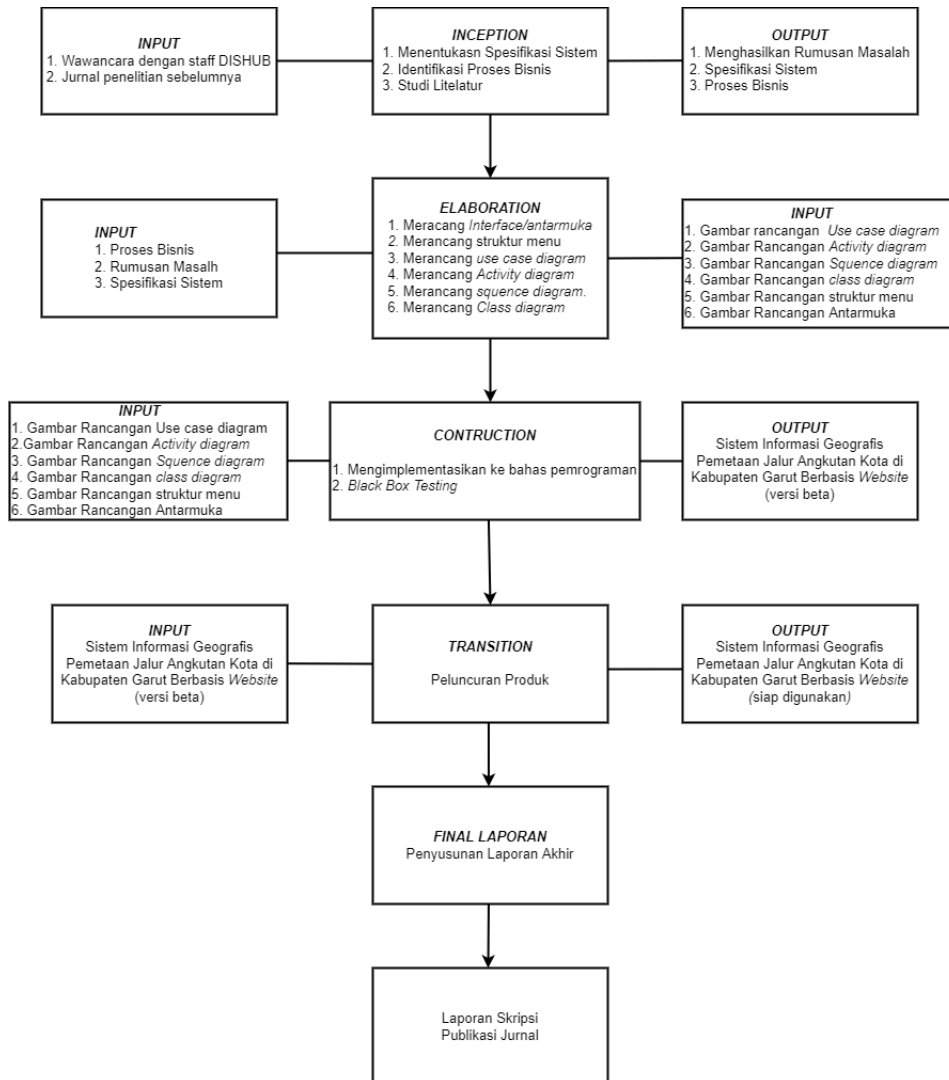 INPUT
1. Wawancara dengan staff DISHUB
2. Jurnal penelitian sebelumnya
INCEPTION
1. Menentukasn Spesifikasi Sistem
2. Identifikasi Proses Bisnis
3. Studi Litelatur
OUTPUT
1. Menghasilkan Rumusan Masalah
2. Spesifikasi Sistem
3. Proses Bisnis
INPUT
1. Proses Bisnis
2. Rumusan Masalh
3. Spesifikasi Sistem
ELABORATION
1. Meracang Interface/antarmuka
2. Merancang struktur menu
3. Merancang use case diagram
4. Merancang Activity diagram
5. Merancang squence diagram.
6. Merancang Class diagram
INPUT
1. Gambar rancangan Use case diagram
2. Gambar Rancangan Activity diagram
3. Gambar Rancangan Squence diagram
4. Gambar Rancangan class diagram
5. Gambar Rancangan struktur menu
6. Gambar Rancangan Antarmuka
INPUT
1. Gambar Rancangan Use case diagram
2.Gambar Rancangan Activity diagram
3. Gambar Rancangan Squence diagram
4. Gambar Rancangan class diagram
5. Gambar Rancangan struktur menu
6. Gambar Rancangan Antarmuka
CONTRUCTION
1. Mengimplementasikan ke bahas pemrograman
2. Black Box Testing
OUTPUT
Sistem Informasi Geografis
Pemetaan Jalur Angkutan Kota di
Kabupaten Garut Berbasis Website
(versi beta)
INPUT
Sistem Informasi Geografis
Pemetaan Jalur Angkutan Kota di
Kabupaten Garut Berbasis Website
(versi beta)
TRANSITION
Peluncuran Produk
OUTPUT
Sistem Informasi Geografis
Pemetaan Jalur Angkutan Kota di
Kabupaten Garut Berbasis Website
(siap digunakan)
FINAL LAPORAN
Penyusunan Laporan Akhir
Laporan Skripsi
Publikasi Jurnal